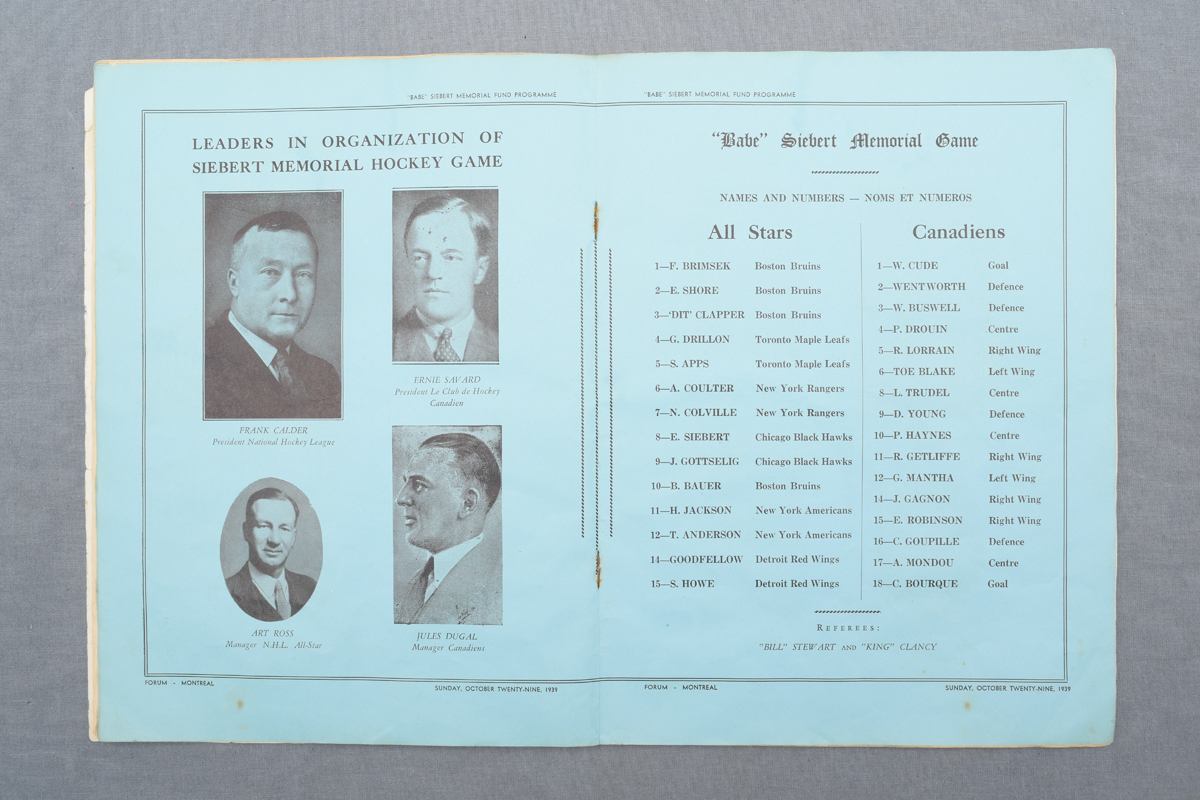 "BABE" SIEBERT MEMORIAL FUND PROGRAMME
LEADERS IN ORGANIZATION OF
SIEBERT MEMORIAL HOCKEY GAME
FRANK CALDER
President National Hockey League
ERNIE SAVARD
President Le Club de Hockey
Canadien
ART ROSS
Manager N.H.L. All-Star
JULES DUGAL
Manager Canadiens
FORUM - MONTREAL
SUNDAY, OCTOBER TWENTY-NINE, 1939
"BABE" SIEBERT MEMORIAL FUND PROGRAMME
"Babe" Siebert Memorial Game
NAMES AND NUMBERS — NOMS ET NUMEROS
All Stars
1—F. BRIMSEK Boston Bruins
2—E. SHORE Boston Bruins
3—'DIT' CLAPPER Boston Bruins
4—G. DRILLON Toronto Maple Leafs
5—S. APPS Toronto Maple Leafs
6—A. COULTER New York Rangers
7—N. COLVILLE New York Rangers
8—E. SIEBERT Chicago Black Hawks
9—J. GOTTSELIG Chicago Black Hawks
10—B. BAUER Boston Bruins
11—H. JACKSON New York Americans
12—T. ANDERSON New York Americans
14—GOODFELLOW Detroit Red Wings
15—S. HOWE Detroit Red Wings
Canadiens
1—W. CUDE Goal
2—WENTWORTH Defence
3—W. BUSWELL Defence
4—P. DROUIN Centre
5—R. LORRAIN Right Wing
6—TOE BLAKE Left Wing
8—L. TRUDEL Centre
9—D. YOUNG Defence
10—P. HAYNES Centre
11—R. GETLIFFE Right Wing
12—G. MANTHA Left Wing
14—J. GAGNON Right Wing
15—E. ROBINSON Right Wing
16—C. GOUPILLE Defence
17—A. MONDOU Centre
18—C. BOURQUE Goal
REFEREES:
"BILL" STEWART AND "KING" CLANCY
FORUM - MONTREAL
SUNDAY, OCTOBER TWENTY-NINE, 1939